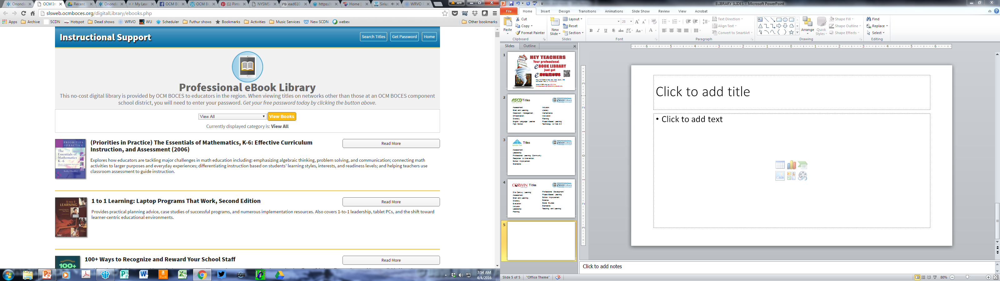 Ononda
OCM In
Recent
Ononda
My Lea
OCM BO
OCM BO
(1) Pinte
NYSMS
ead610
https://
Home |
Sirius
WRVO
Jeff
slsweb.ocmboces.org/digitalLibrary/ebooks.php
Apps Archive SCDN Hotspot Dead shows WRVO WU Scheduler Futhur shows Bookmarks Activities Music Services New SCDN webex Other bookmarks
Instructional Support
Search Titles Get Password Home
Professional eBook Library
This no-cost digital library is provided by OCM BOCES to educators in the region. When viewing titles on networks other than those at an OCM BOCES component
school district, you will need to enter your password. Get your free password today by clicking the button above.
View All View Books
Currently displayed category is: View All
PRIORITIES in PRACTICE
The
Essentials of
Mathematics
K-6
Kathy Checkley
(Priorities in Practice) The Essentials of Mathematics, K-6: Effective Curriculum
Instruction, and Assessment (2006)
Read More
Explores how educators are tackling major challenges in math education including: emphasizing algebraic thinking, problem solving, and communication; connecting math
activities to larger purposes and everyday experiences; differentiating instruction based on students' learning styles, interests, and readiness levels; and helping teachers use
classroom assessment to guide instruction.
1-TO-1
LEARNING
iste
1 to 1 Learning: Laptop Programs That Work, Second Edition
Read More
Provides practical planning advice, case studies of successful programs, and numerous implementation resources. Also covers 1-to-1 leadership, tablet PCs, and the shift toward
learner-centric educational environments.
100+
100+ Ways to Recognize and Reward Your School Staff
Read More
7:54 AM
4/4/2016
ELIBRARY SLIDES - Microsoft PowerPoint
File Home Insert Design Transitions Animations Slide Show Review View Acrobat
Paste
Cut
Copy
Format Painter
Clipboard
New
Slide
Layout
Reset
Section
Slides
28
Font
Text Direction
Align Text
Convert to SmartArt
Paragraph
Arrange
Quick
Styles
Shape Fill
Shape Outline
Shape Effects
Drawing
Find
Replace
Select
Editing
Slides Outline
1
HEY TEACHERS
Your professional
eBOOK LIBRARY
just got
eNORMOUS
2
ASCD Titles
PROFESSIONAL
eBOOK Library
Assessment
Brain and Learning
Classroom Management
Differentiation
Diversity
English Language Learner
High School
Inclusion
Literacy
Mathematics
Motivation
Planning
Project-Based Learning
Technology & Web 2.0
3
Solution Tree
Titles
PROFESSIONAL
eBOOK Library
Assessment
Leadership
Professional Learning Community
Response to Intervention
School Improvement
Standards
4
CORWIN Titles
PROFESSIONAL
eBOOK Library
21st Century Learning
Assessment
Brain and Learning
Diversity
Evaluation
Inclusion
Leadership
Planning
Professional Development
Project-Based Learning
School Improvement
Science
Social Studies
Standards
Teaching and Learning
5
Click to add title
• Click to add text
Click to add notes
Slide 5 of 5 "Office Theme" 80%